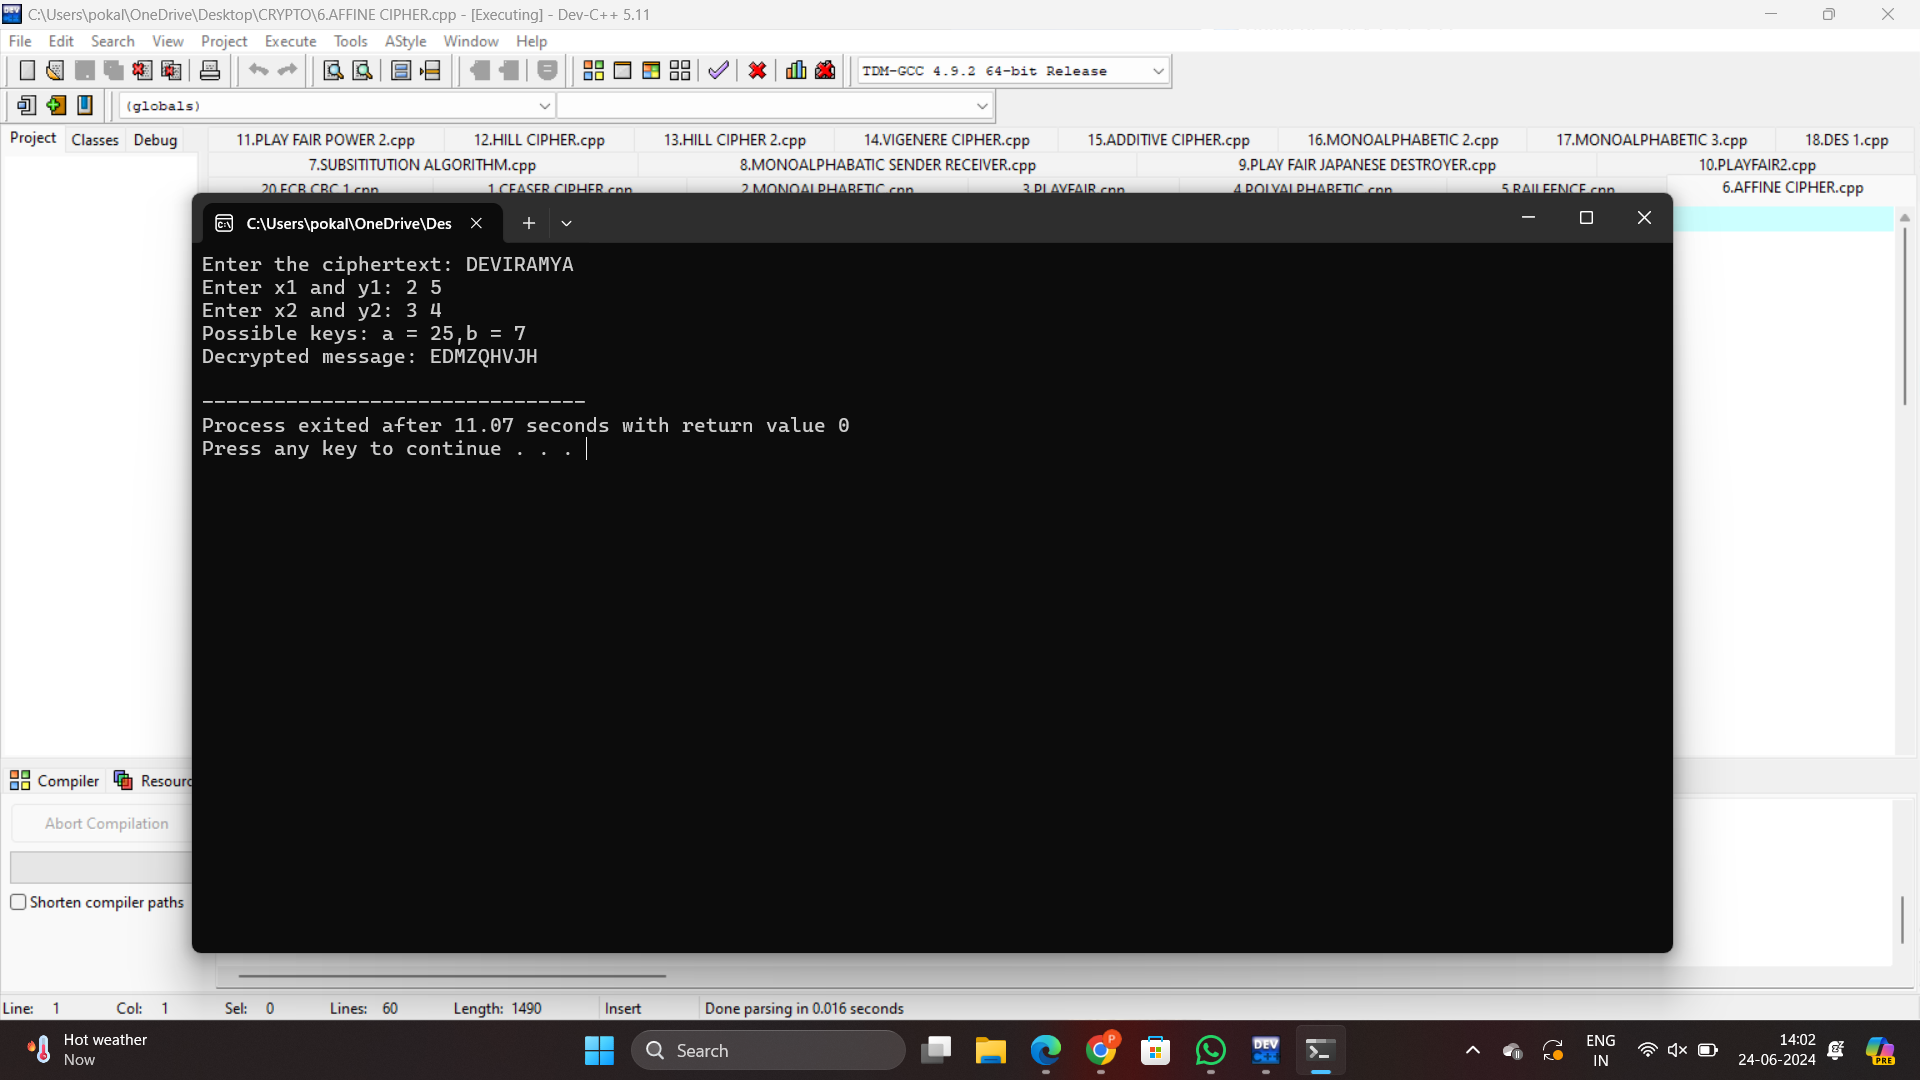 C:\Users\pokal\OneDrive\Desktop\CRYPTO\6.AFFINE CIPHER.cpp - [Executing] - Dev-C++ 5.11
File Edit Search View Project Execute Tools AStyle Window Help
TDM-GCC 4.9.2 64-bit Release
(globals)
Project Classes Debug
11.PLAY FAIR POWER 2.cpp 12.HILL CIPHER.cpp 13.HILL CIPHER 2.cpp 14.VIGENERE CIPHER.cpp 15.ADDITIVE CIPHER.cpp 16.MONOALPHABETIC 2.cpp 17.MONOALPHABETIC 3.cpp 18.DES 1.cpp
7.SUBSITITUTION ALGORITHM.cpp 8.MONOALPHABATIC SENDER RECEIVER.cpp 9.PLAY FAIR JAPANESE DESTROYER.cpp 10.PLAYFAIR2.cpp
20.ECB CBC 1.cpp 1.CEASER CIPHER.cpp 2.MONOALPHABETIC.cpp 3.PLAYFAIR.cpp 4.POLYALPHABETIC.cpp 5.RAILFENCE.cpp 6.AFFINE CIPHER.cpp
C:\Users\pokal\OneDrive\Des
Enter the ciphertext: DEVIRAMYA
Enter x1 and y1: 2 5
Enter x2 and y2: 3 4
Possible keys: a = 25,b = 7
Decrypted message: EDMZQHVJH
--------------------------------
Process exited after 11.07 seconds with return value 0
Press any key to continue . . .
Compiler Resourc
Abort Compilation
Shorten compiler paths
Line: 1 Col: 1 Sel: 0 Lines: 60 Length: 1490 Insert Done parsing in 0.016 seconds
Hot weather
Now
Search
DEV
C++
P
ENG
IN
14:02
24-06-2024
PRE